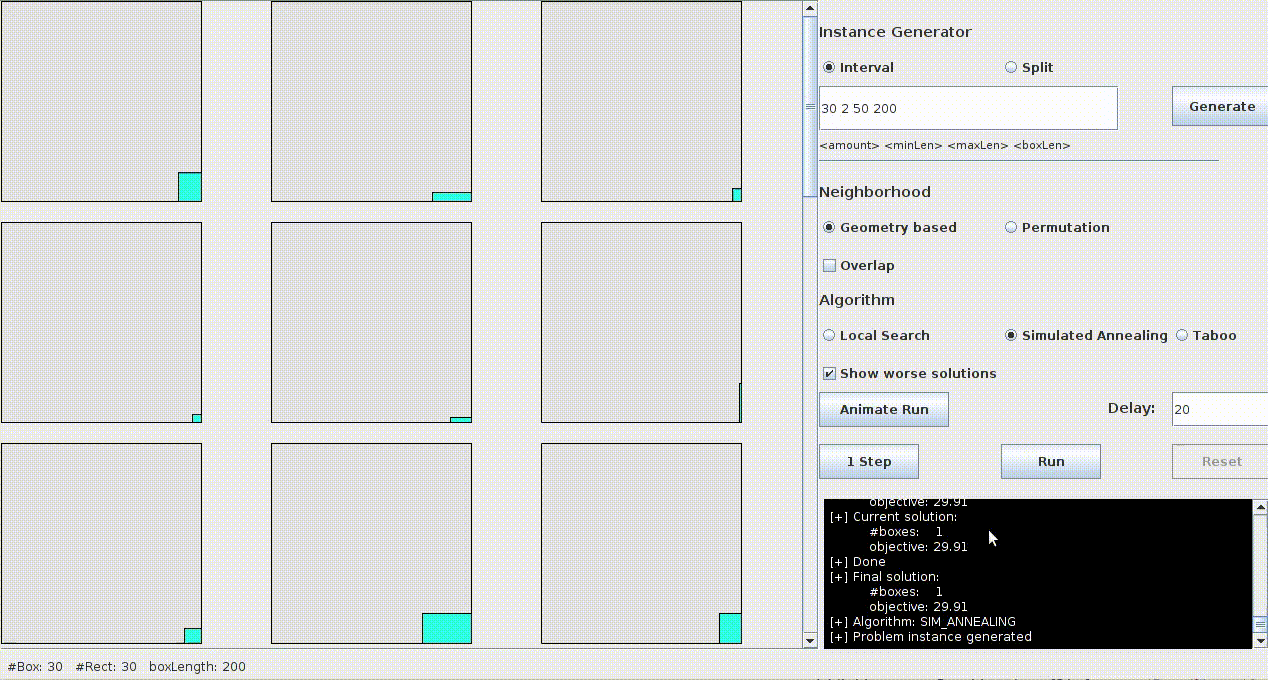 Instance Generator
Interval Split
30 2 50 200 Generate
<amount> <minLen> <maxLen> <boxLen>
Neighborhood
Geometry based Permutation
Overlap
Algorithm
Local Search Simulated Annealing Taboo
Show worse solutions
Animate Run Delay: 20
1 Step Run Reset
objective: 29.91
[+] Current solution:
#boxes: 1
objective: 29.91
[+] Done
[+] Final solution:
#boxes: 1
objective: 29.91
[+] Algorithm: SIM_ANNEALING
[+] Problem instance generated
#Box: 30 #Rect: 30 boxLength: 200